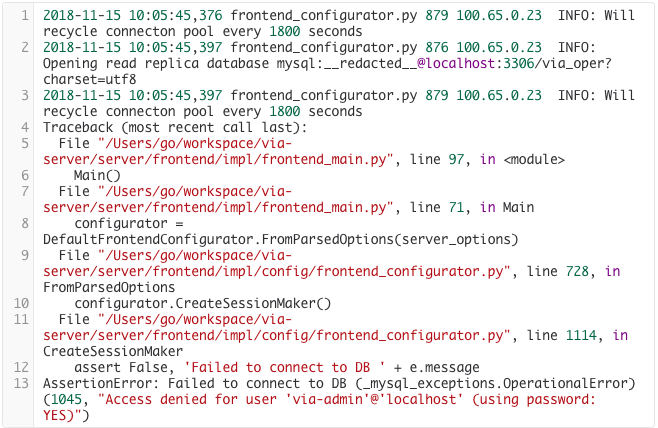 1 2018-11-15 10:05:45,376 frontend_configurator.py 879 100.65.0.23  INFO: Will
recycle connecton pool every 1800 seconds
2 2018-11-15 10:05:45,397 frontend_configurator.py 876 100.65.0.23  INFO:
Opening read replica database mysql:__redacted__@localhost:3306/via_oper?
charset=utf8
3 2018-11-15 10:05:45,397 frontend_configurator.py 879 100.65.0.23  INFO: Will
recycle connecton pool every 1800 seconds
4 Traceback (most recent call last):
5   File "/Users/go/workspace/via-
server/server/frontend/impl/frontend_main.py", line 97, in <module>
6     Main()
7   File "/Users/go/workspace/via-
server/server/frontend/impl/frontend_main.py", line 71, in Main
8     configurator =
DefaultFrontendConfigurator.FromParsedOptions(server_options)
9   File "/Users/go/workspace/via-
server/server/frontend/impl/config/frontend_configurator.py", line 728, in
FromParsedOptions
10     configurator.CreateSessionMaker()
11   File "/Users/go/workspace/via-
server/server/frontend/impl/config/frontend_configurator.py", line 1114, in
CreateSessionMaker
12     assert False, 'Failed to connect to DB ' + e.message
13 AssertionError: Failed to connect to DB (_mysql_exceptions.OperationalError)
(1045, "Access denied for user 'via-admin'@'localhost' (using password:
YES)")